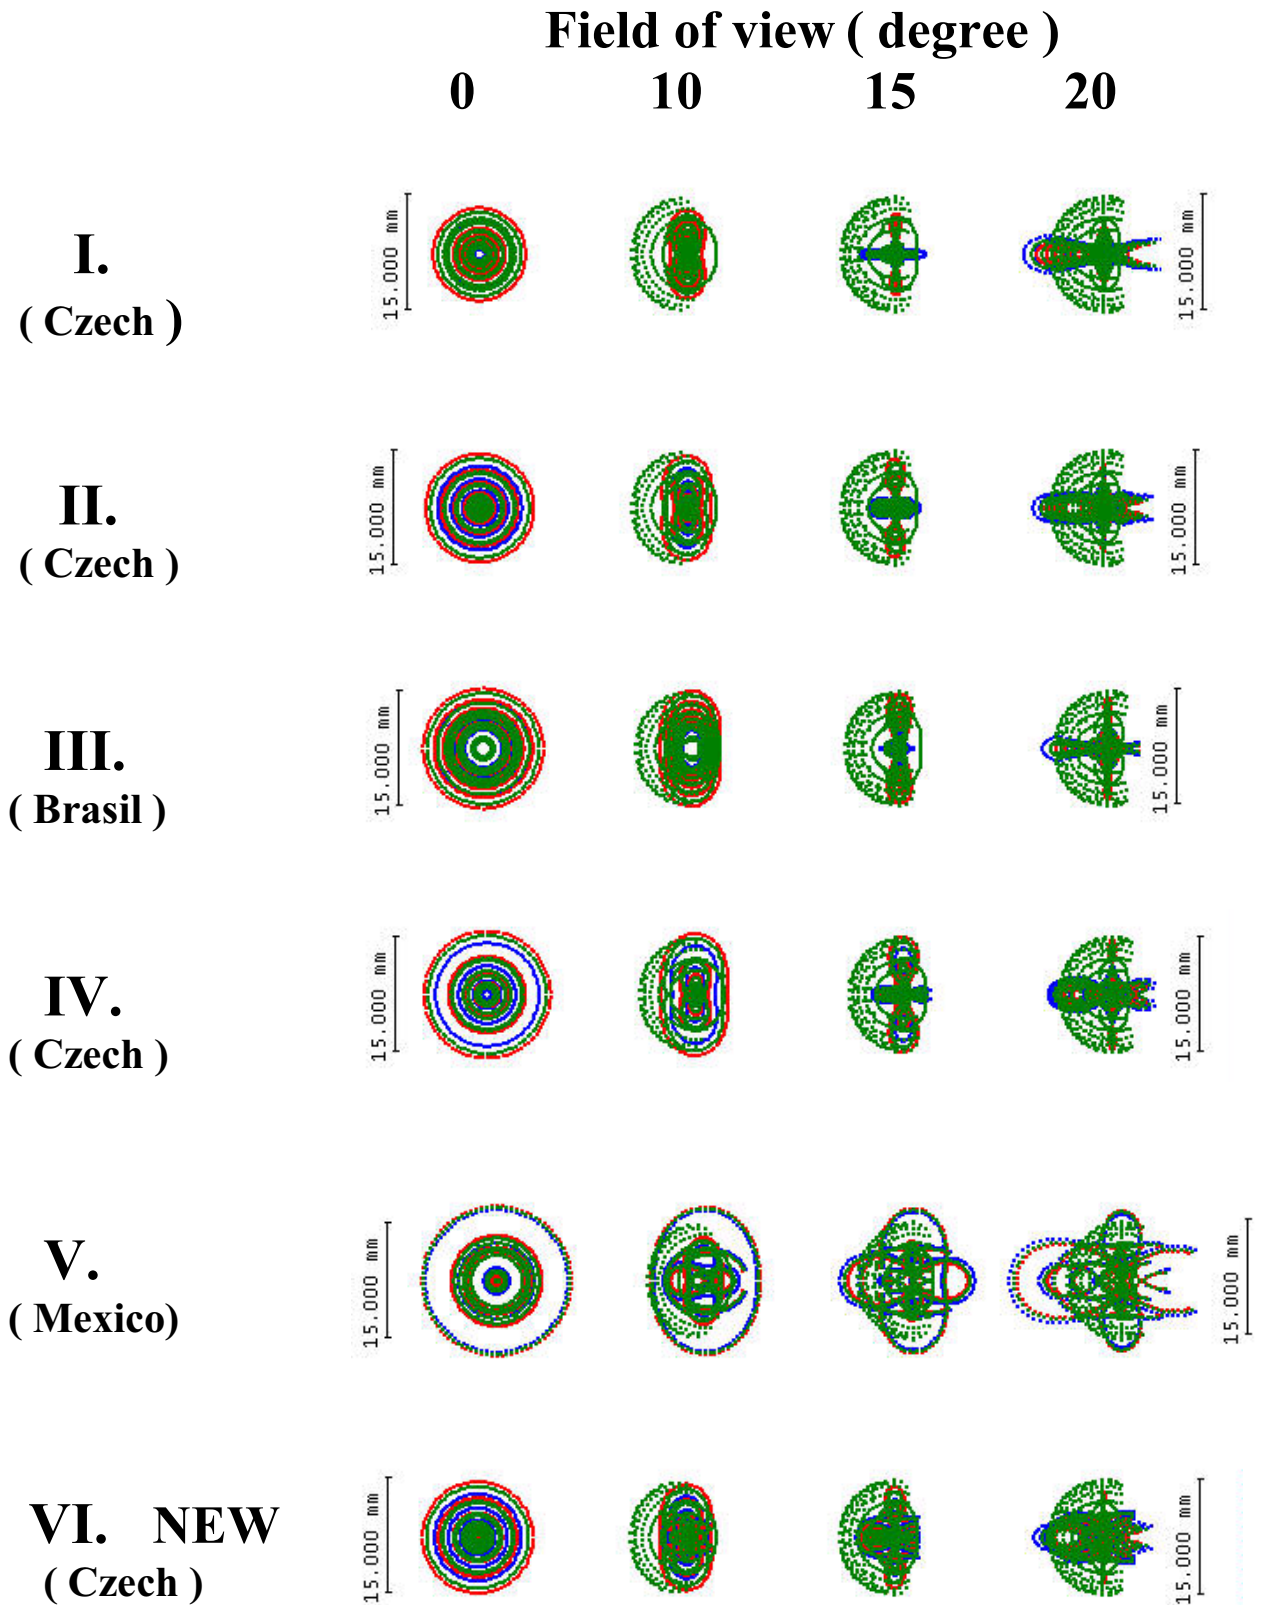 Field of view ( degree )
0 10 15 20
15.000 mm
15.000 mm
I.
( Czech )
15.000 mm
15.000 mm
II.
( Czech )
15.000 mm
15.000 mm
III.
( Brasil )
15.000 mm
15.000 mm
IV.
( Czech )
15.000 mm
15.000 mm
V.
( Mexico)
15.000 mm
15.000 mm
VI. NEW
( Czech )